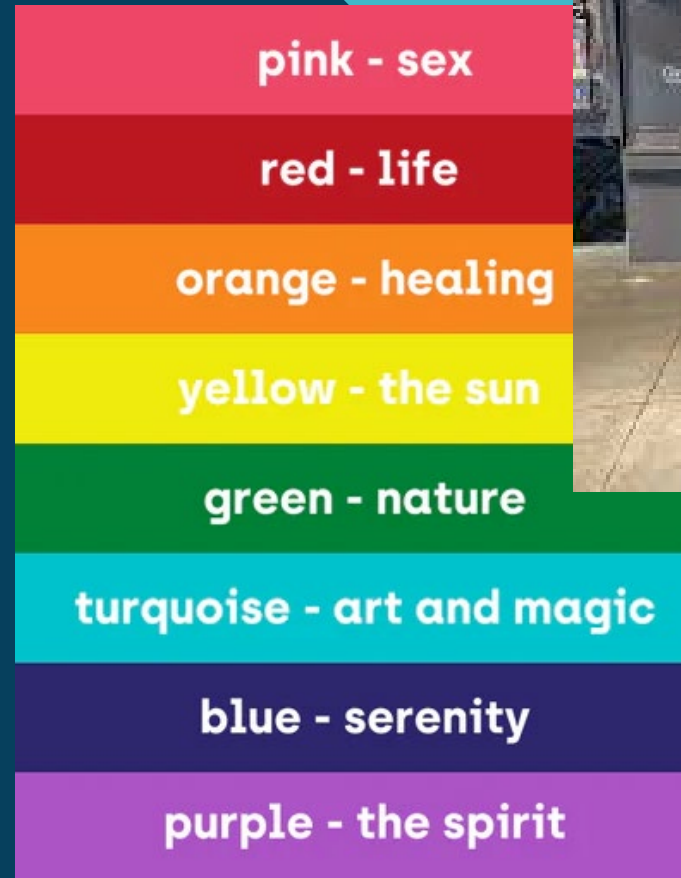 pink - sex
red - life
orange - healing
yellow - the sun
green - nature
turquoise - art and magic
blue - serenity
purple - the spirit